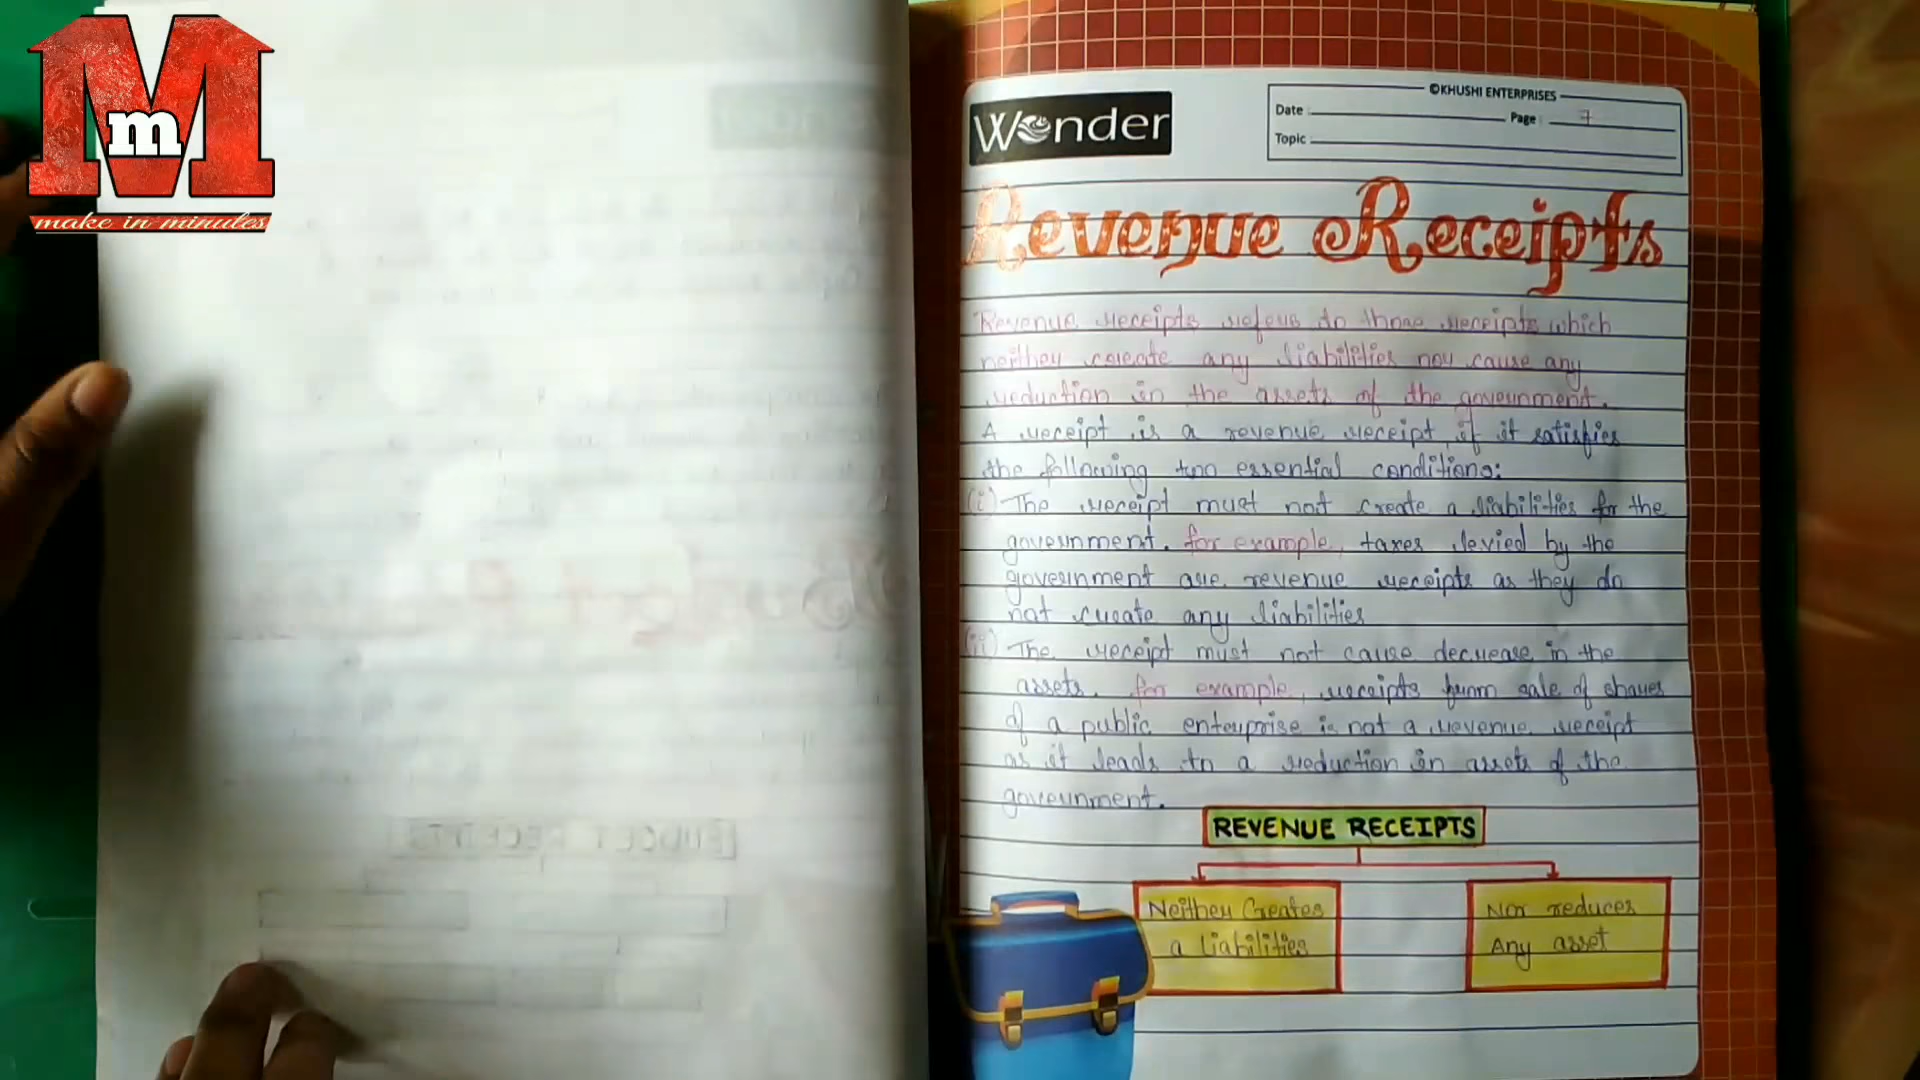 M
m
make in minutes
Wonder
©KHUSHI ENTERPRISES
Date
Page 7
Topic
Revenue Receipts
Revenue receipts refers to those receipts which
neither create any liabilities nor cause any
reduction in the assets of the government.
A receipt is a revenue receipt, if it satisfies
the following two essential conditions:
(i) The receipt must not create a liabilities for the
government. for example, taxes levied by the
government are revenue receipts as they do
not create any liabilities
(ii) The receipt must not cause decrease in the
assets. for example, receipts from sale of shares
of a public enterprise is not a revenue receipt
as it leads to a reduction in assets of the
government.
REVENUE RECEIPTS
Neither Creates
a liabilities
Nor reduces
Any asset